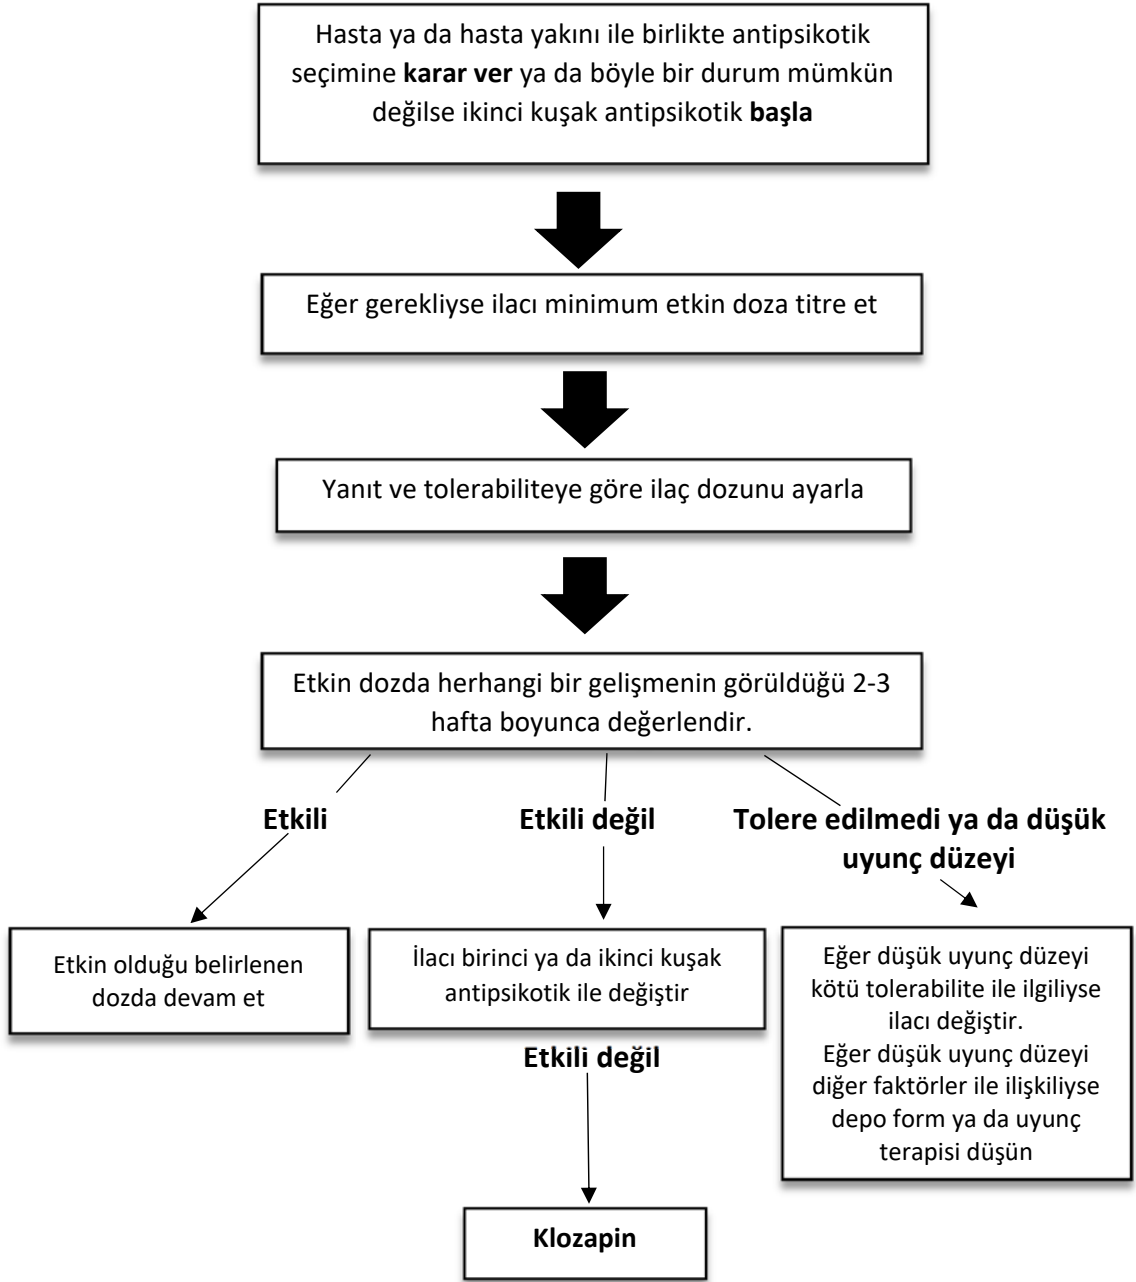 Hasta ya da hasta yakını ile birlikte antipsikotik
seçimine karar ver ya da böyle bir durum mümkün
değilse ikinci kuşak antipsikotik başla
Eğer gerekliyse ilacı minimum etkin doza titre et
Yanıt ve tolerabiliteye göre ilaç dozunu ayarla
Etkin dozda herhangi bir gelişmenin görüldüğü 2-3
hafta boyunca değerlendir.
Etkili
Etkili değil
Tolere edilmedi ya da düşük
uyunç düzeyi
Etkin olduğu belirlenen
dozda devam et
İlacı birinci ya da ikinci kuşak
antipsikotik ile değiştir
Eğer düşük uyunç düzeyi
kötü tolerabilite ile ilgiliyse
ilacı değiştir.
Eğer düşük uyunç düzeyi
diğer faktörler ile ilişkiliyse
depo form ya da uyunç
terapisi düşün
Etkili değil
Klozapin